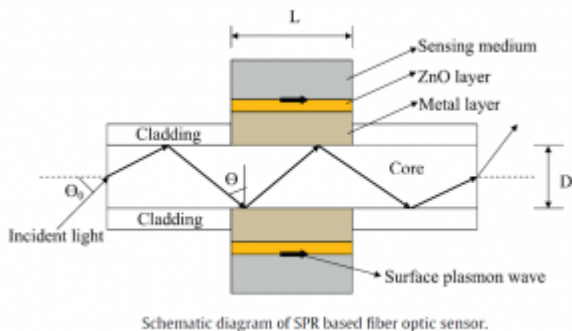 L
Sensing medium
ZnO layer
Metal layer
Cladding
Core
Θ
D
Θ₀
Cladding
Incident light
Surface plasmon wave
Schematic diagram of SPR based fiber optic sensor.